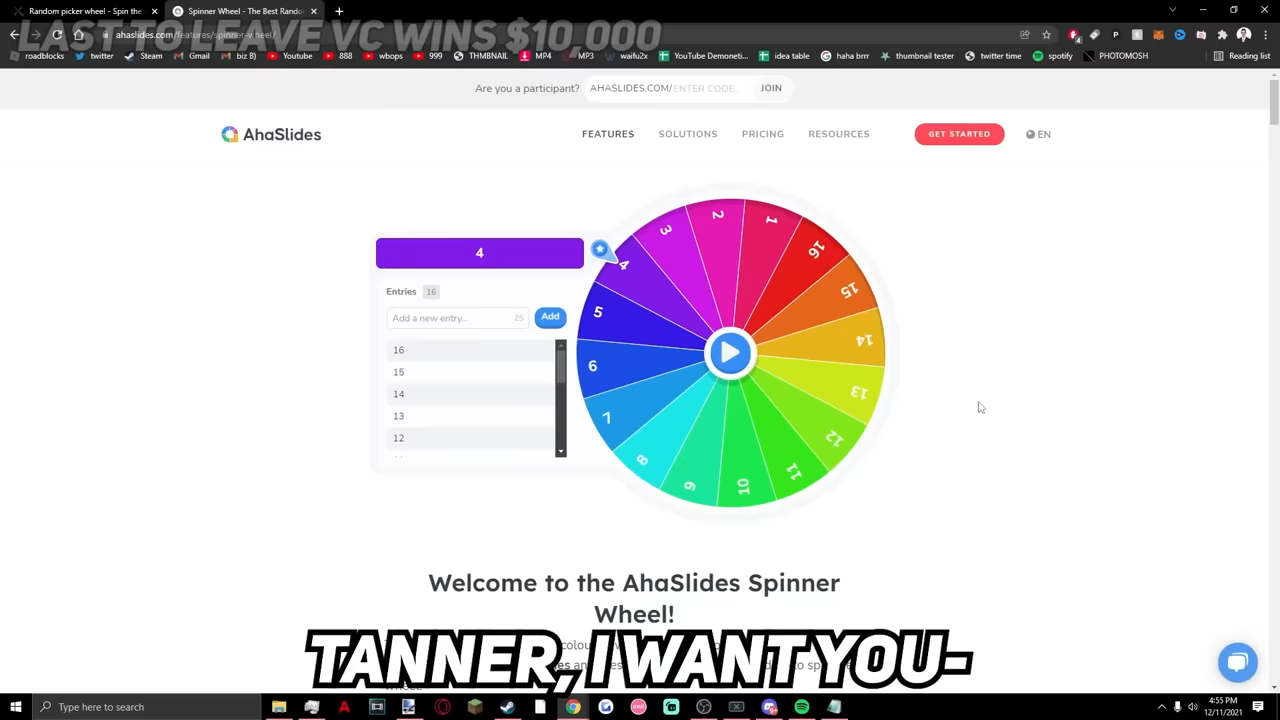 Random picker wheel - Spin the
Spinner Wheel - The Best Rando
LAST TO LEAVE VC WINS $10,000
ahaslides.com/features/spinner-wheel/
roadblocks
twitter
Steam
Gmail
biz B)
Youtube
888
wbops
999
THMBNAIL
MP4
MP3
waifu2x
YouTube Demoneti...
idea table
haha brrr
thumbnail tester
twitter time
spotify
PHOTOMOSH
Reading list
Are you a participant?
AHASLIDES.COM/ ENTER CODE...
JOIN
AhaSlides
FEATURES
SOLUTIONS
PRICING
RESOURCES
GET STARTED
EN
4
Entries 16
Add a new entry... 25
Add
16
15
14
13
12
1
2
3
4
5
6
7
8
9
10
11
12
13
14
15
16
Welcome to the AhaSlides Spinner
Wheel!
TANNER, I WANT YOU-
Type here to search
4:55 PM
12/11/2021